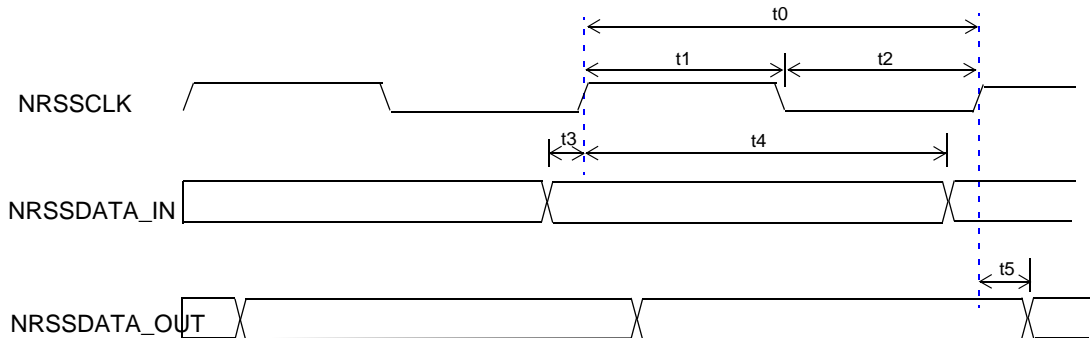 t0
t1
t2
NRSSCLK
t3
t4
NRSSDATA_IN
t5
NRSSDATA_OUT